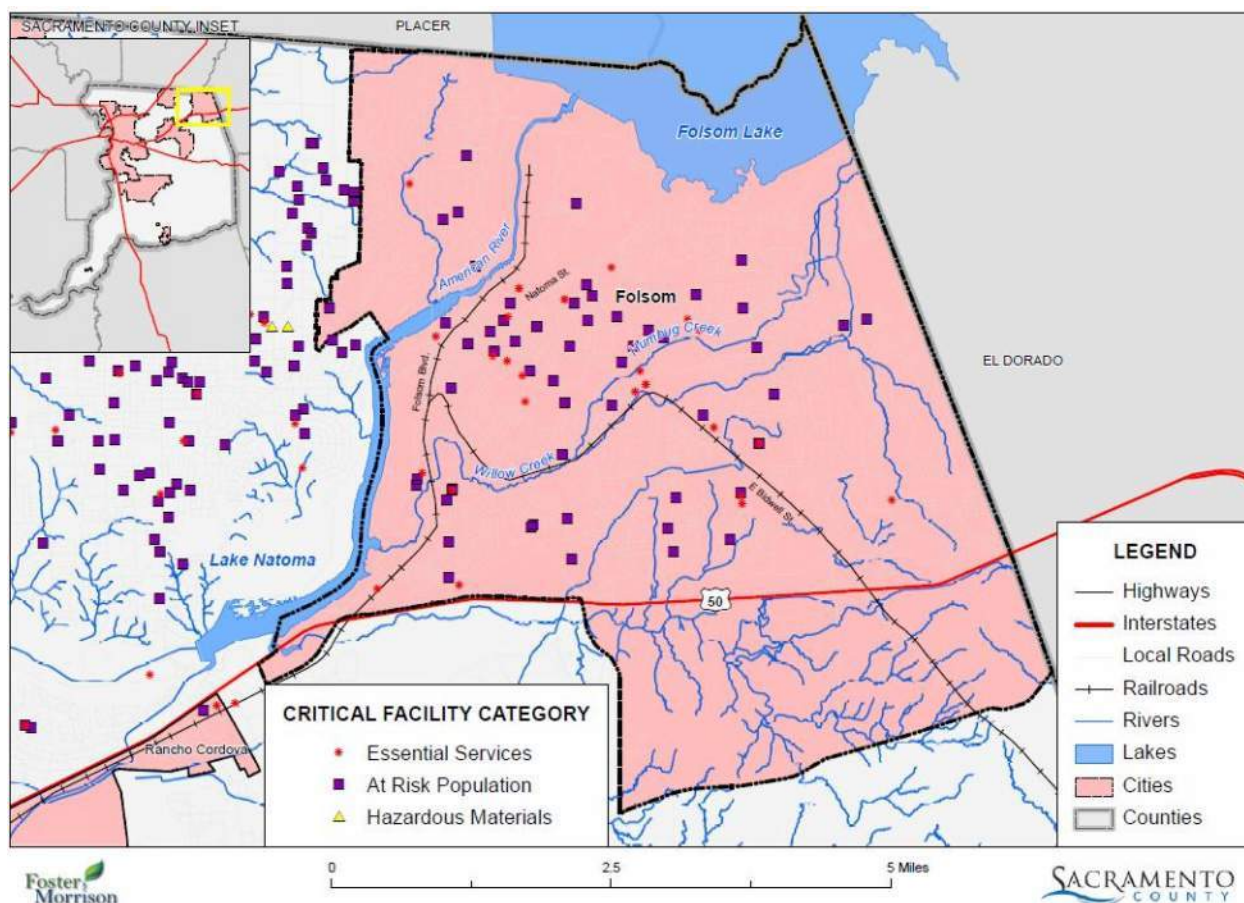 SACRAMENTO COUNTY INSET
PLACER
Folsom Lake
American River
Natoma St.
Folsom
Humbug Creek
EL DORADO
Folsom Blvd.
Willow Creek
E Bidwell St.
Lake Natoma
50
Rancho Cordova
CRITICAL FACILITY CATEGORY
Essential Services
At Risk Population
Hazardous Materials
LEGEND
Highways
Interstates
Local Roads
Railroads
Rivers
Lakes
Cities
Counties
0 2.5 5 Miles
Foster
Morrison
SACRAMENTO
COUNTY